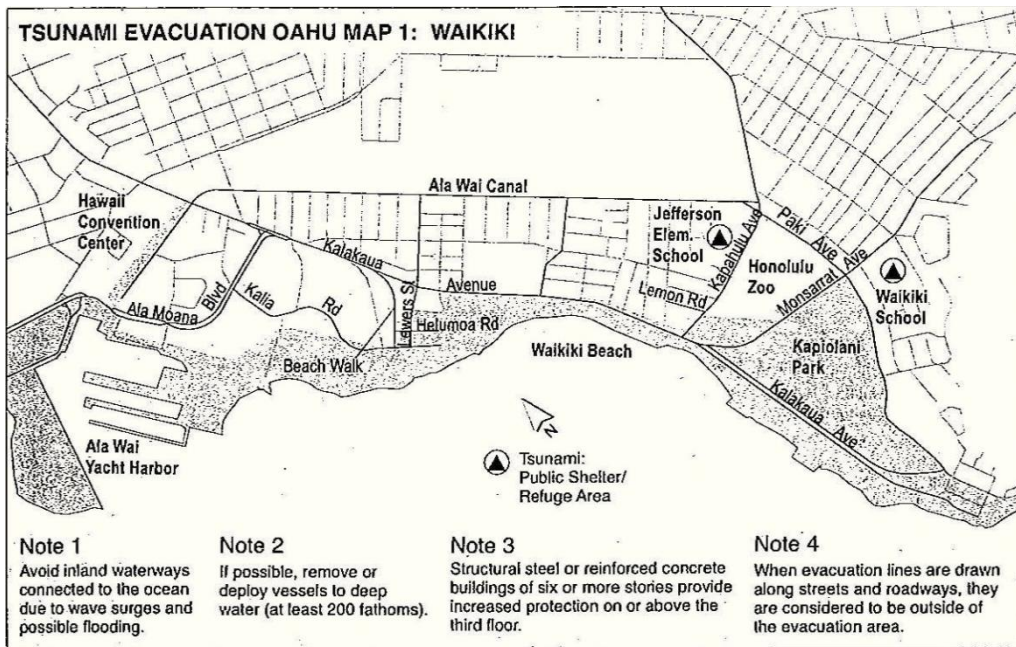 TSUNAMI EVACUATION OAHU MAP 1: WAIKIKI
Ala Wai Canal
Hawaii
Convention
Center
Jefferson
Elem.
School
Kapahulu Ave
Paki Ave
Honolulu
Zoo
Monsarrat Ave
Waikiki
School
Kalakaua
Avenue
Lemon Rd
Ala Moana
Blvd
Kalia
Rd
Lewers St
Helumoa Rd
Beach Walk
Waikiki Beach
Kapiolani
Park
Kalakaua Ave
Ala Wai
Yacht Harbor
N
Tsunami:
Public Shelter/
Refuge Area
Note 1
Avoid inland waterways
connected to the ocean
due to wave surges and
possible flooding.
Note 2
If possible, remove or
deploy vessels to deep
water (at least 200 fathoms).
Note 3
Structural steel or reinforced concrete
buildings of six or more stories provide
increased protection on or above the
third floor.
Note 4
When evacuation lines are drawn
along streets and roadways, they
are considered to be outside of
the evacuation area.